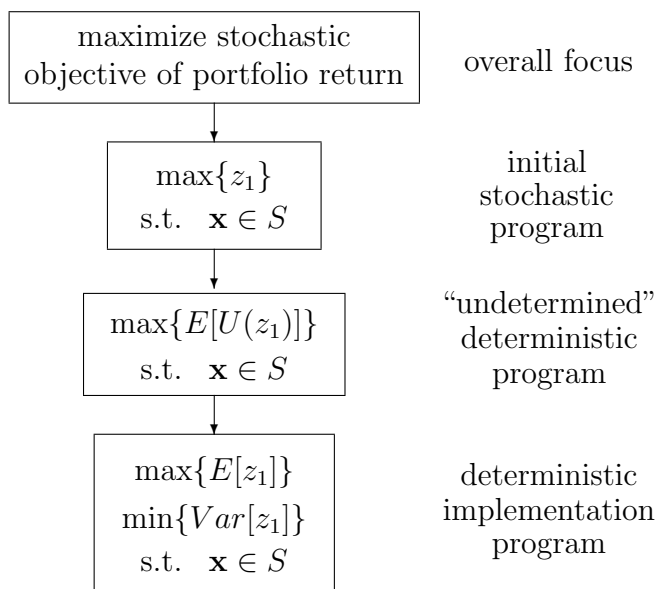 maximize stochastic
objective of portfolio return
overall focus
max{z₁}
s.t. x ∈ S
initial
stochastic
program
max{E[U(z₁)]}
s.t. x ∈ S
“undetermined”
deterministic
program
max{E[z₁]}
min{Var[z₁]}
s.t. x ∈ S
deterministic
implementation
program